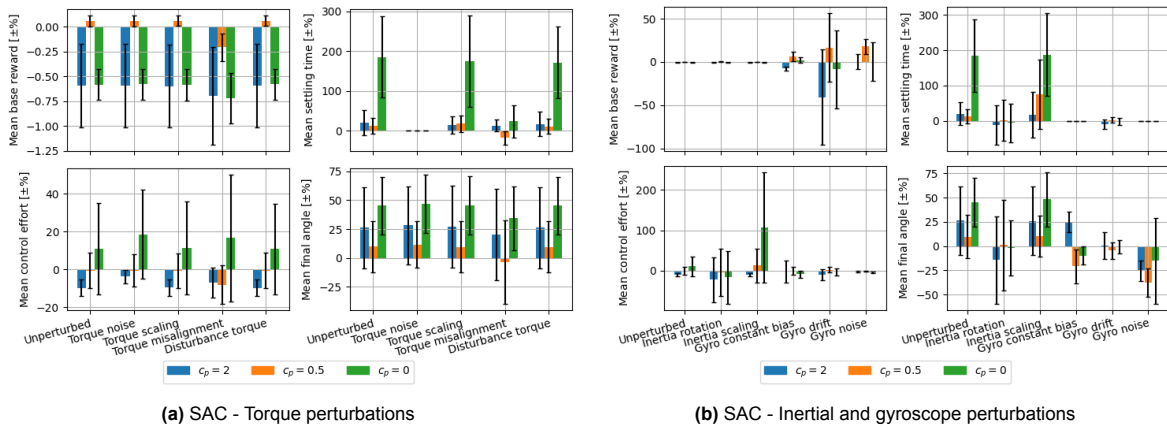 Mean base reward [±%]
0.00
−0.25
−0.50
−0.75
−1.00
−1.25
Mean settling time [±%]
300
200
100
0
Mean control effort [±%]
40
20
0
−20
Mean final angle [±%]
75
50
25
0
−25
Unperturbed
Torque noise
Torque scaling
Torque misalignment
Disturbance torque
Unperturbed
Torque noise
Torque scaling
Torque misalignment
Disturbance torque
c_p = 2
c_p = 0.5
c_p = 0
(a) SAC - Torque perturbations
Mean base reward [±%]
50
0
−50
−100
Mean settling time [±%]
300
200
100
0
Mean control effort [±%]
200
100
0
Mean final angle [±%]
75
50
25
0
−25
−50
Unperturbed
Inertia rotation
Inertia scaling
Gyro constant bias
Gyro drift
Gyro noise
Unperturbed
Inertia rotation
Inertia scaling
Gyro constant bias
Gyro drift
Gyro noise
c_p = 2
c_p = 0.5
c_p = 0
(b) SAC - Inertial and gyroscope perturbations